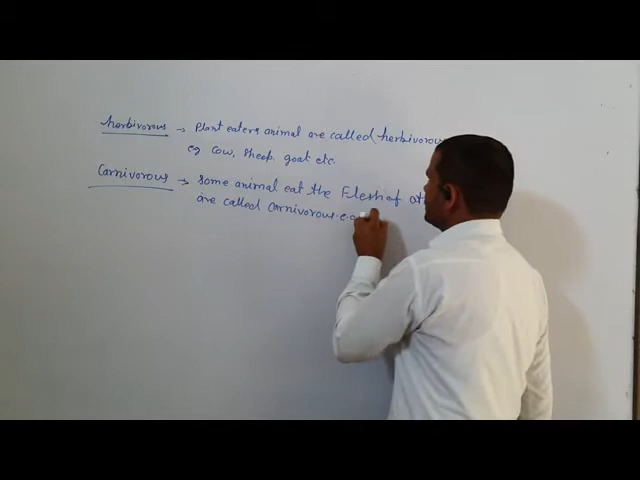 herbivorous → Plant eaters animal are called herbivorous
eg cow, sheep, goat etc.
Carnivorous → some animal eat the Flesh of
are called carnivorous. e.g